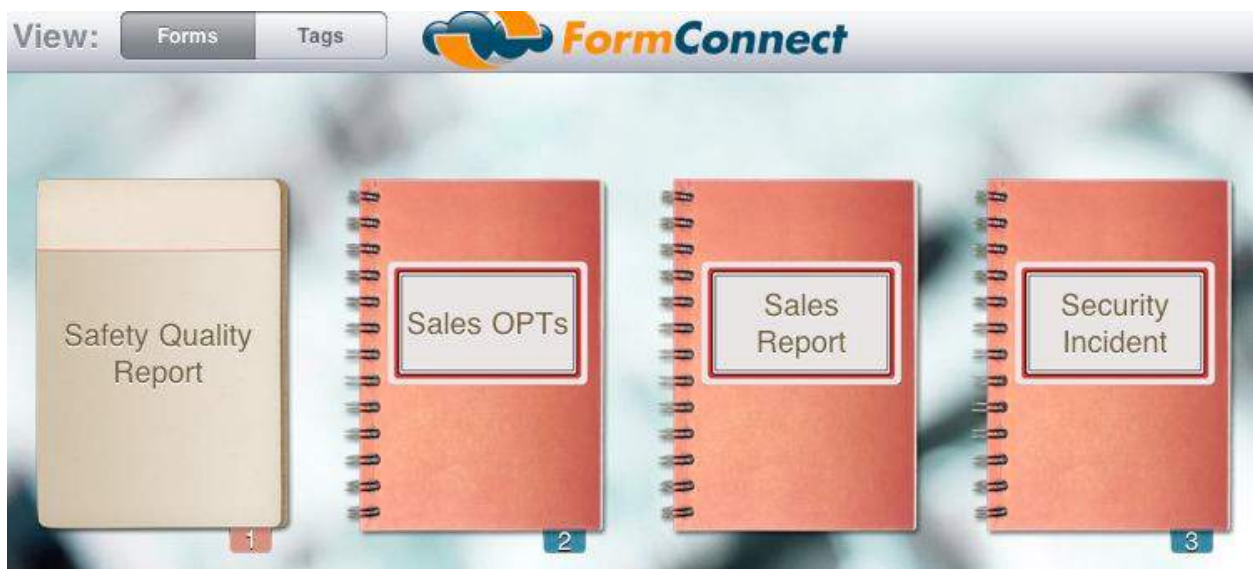 View:
Forms
Tags
FormConnect
Safety Quality
Report
Sales OPTs
Sales
Report
Security
Incident
1
2
3